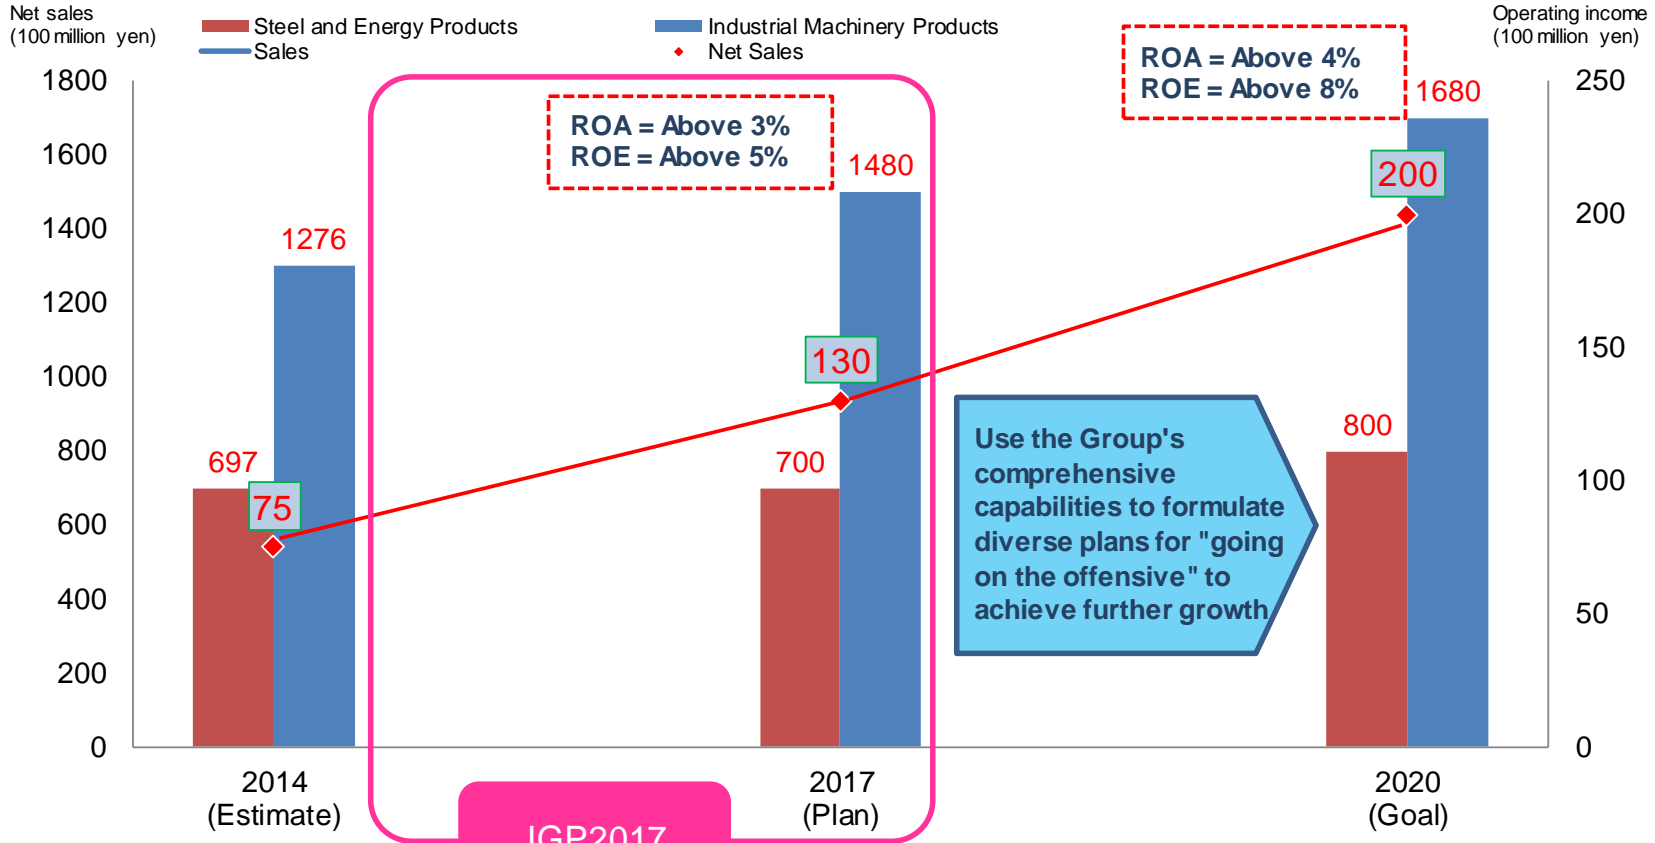 Net sales
(100 million yen)
Steel and Energy Products
Industrial Machinery Products
Sales
Net Sales
Operating income
(100 million yen)
ROA = Above 4%
ROE = Above 8%
ROA = Above 3%
ROE = Above 5%
1800
1600
1400
1200
1000
800
600
400
200
0
250
200
150
100
50
0
697
75
1276
700
130
1480
800
200
1680
Use the Group's
comprehensive
capabilities to formulate
diverse plans for "going
on the offensive" to
achieve further growth
2014
(Estimate)
2017
(Plan)
2020
(Goal)
JGP2017